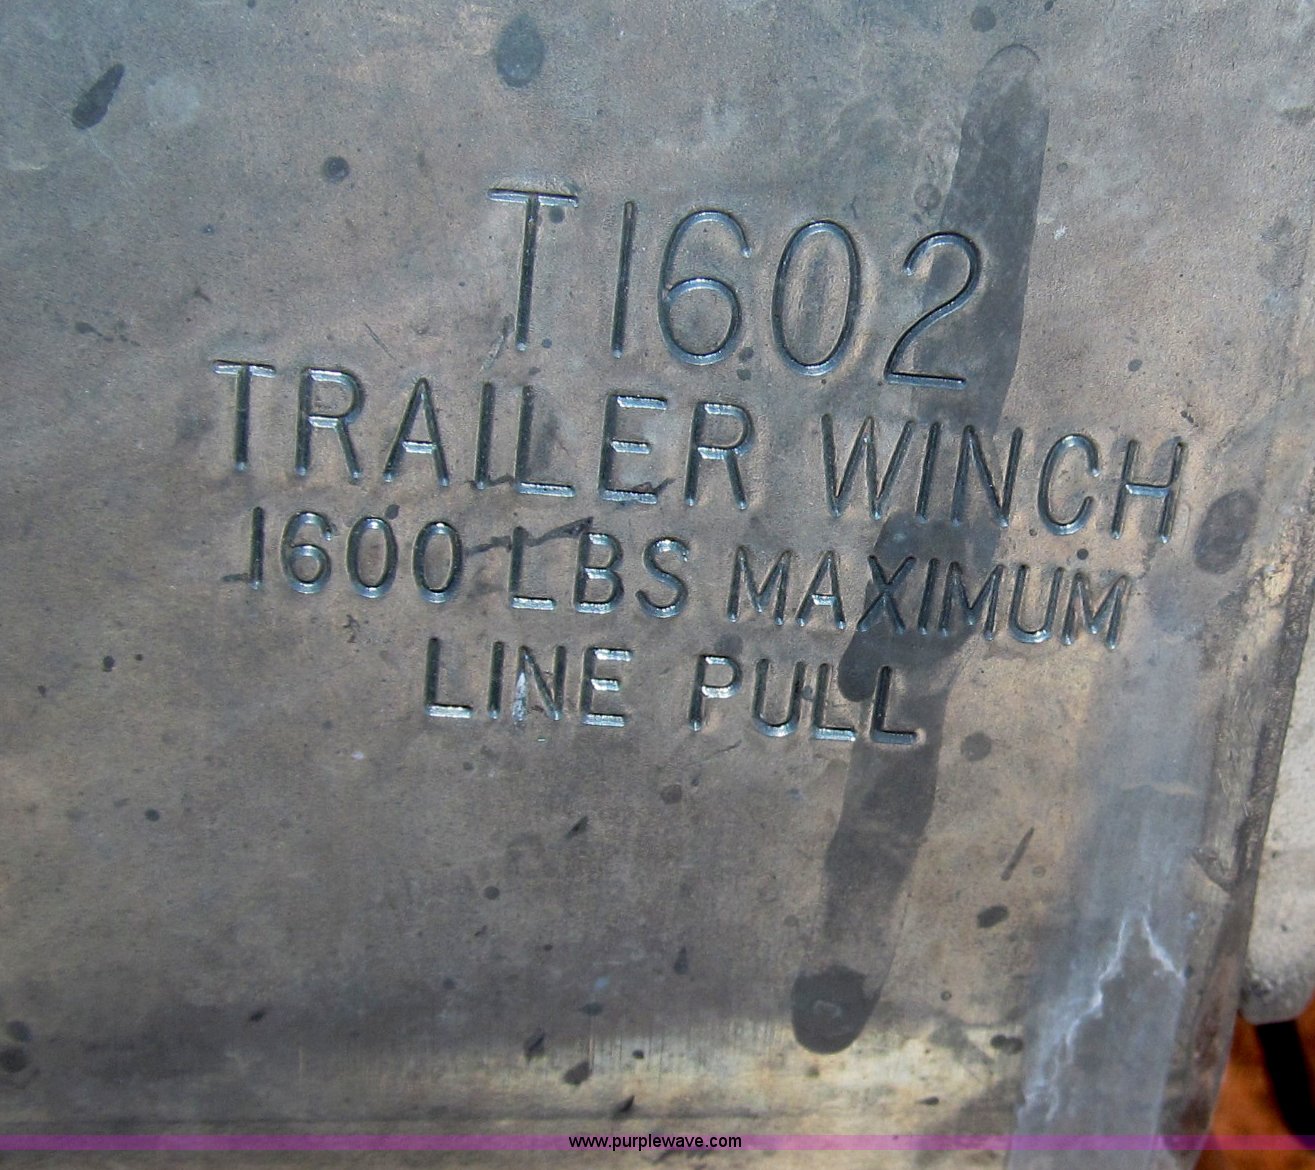 T1602
TRAILER WINCH
1600 LBS MAXIMUM
LINE PULL
www.purplewave.com